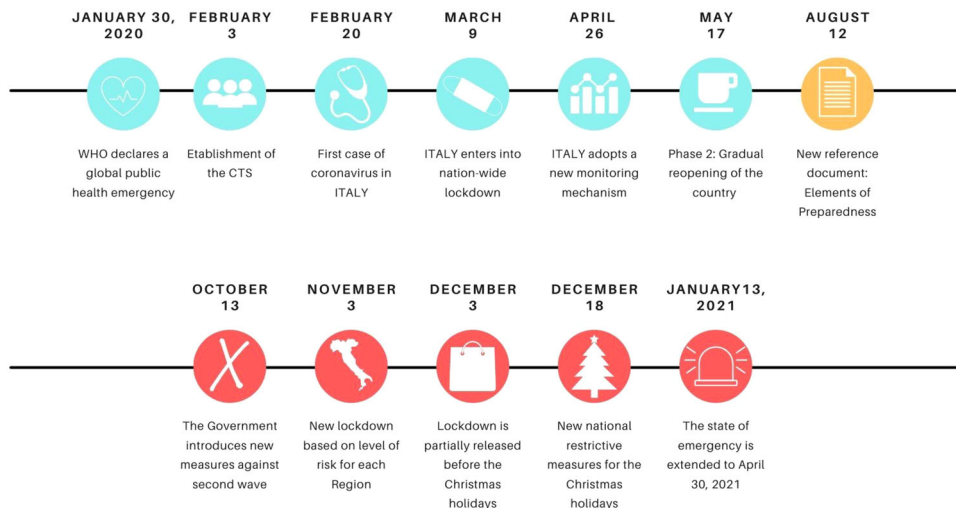 JANUARY 30,
2020
FEBRUARY
3
FEBRUARY
20
MARCH
9
APRIL
26
MAY
17
AUGUST
12
WHO declares a
global public
health emergency
Etablishment of
the CTS
First case of
coronavirus in
ITALY
ITALY enters into
nation-wide
lockdown
ITALY adopts a
new monitoring
mechanism
Phase 2: Gradual
reopening of the
country
New reference
document:
Elements of
Preparedness
OCTOBER
13
NOVEMBER
3
DECEMBER
3
DECEMBER
18
JANUARY13,
2021
The Government
introduces new
measures against
second wave
New lockdown
based on level of
risk for each
Region
Lockdown is
partially released
before the
Christmas
holidays
New national
restrictive
measures for the
Christmas
holidays
The state of
emergency is
extended to April
30, 2021